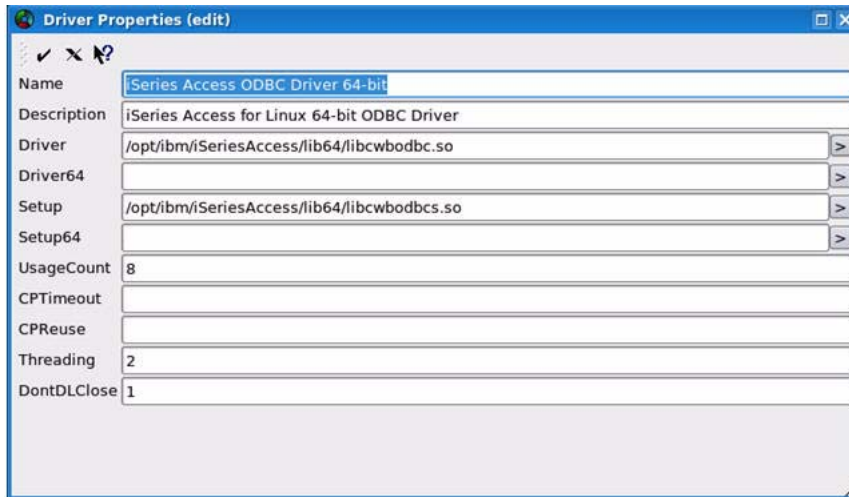 Driver Properties (edit)
Name iSeries Access ODBC Driver 64-bit
Description iSeries Access for Linux 64-bit ODBC Driver
Driver /opt/ibm/iSeriesAccess/lib64/libcwbodbc.so >
Driver64 >
Setup /opt/ibm/iSeriesAccess/lib64/libcwbodbcs.so >
Setup64 >
UsageCount 8
CPTimeout
CPReuse
Threading 2
DontDLClose 1